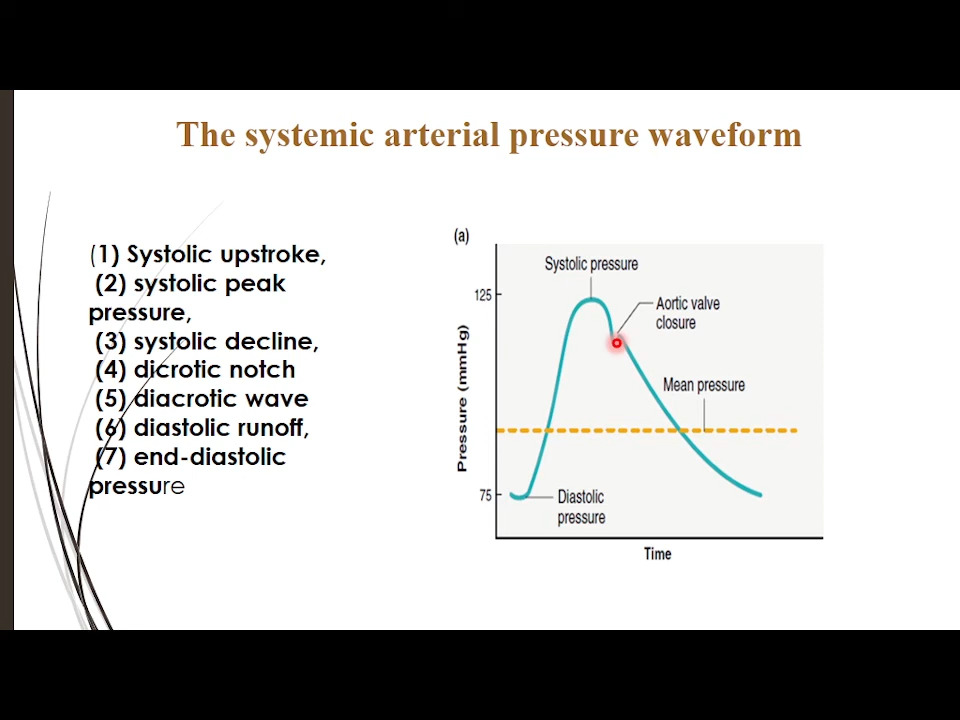 The systemic arterial pressure waveform
(1) Systolic upstroke,
(2) systolic peak
pressure,
(3) systolic decline,
(4) dicrotic notch
(5) diacrotic wave
(6) diastolic runoff,
(7) end-diastolic
pressure
(a)
Systolic pressure
125
Aortic valve
closure
Pressure (mmHg)
Mean pressure
75
Diastolic
pressure
Time